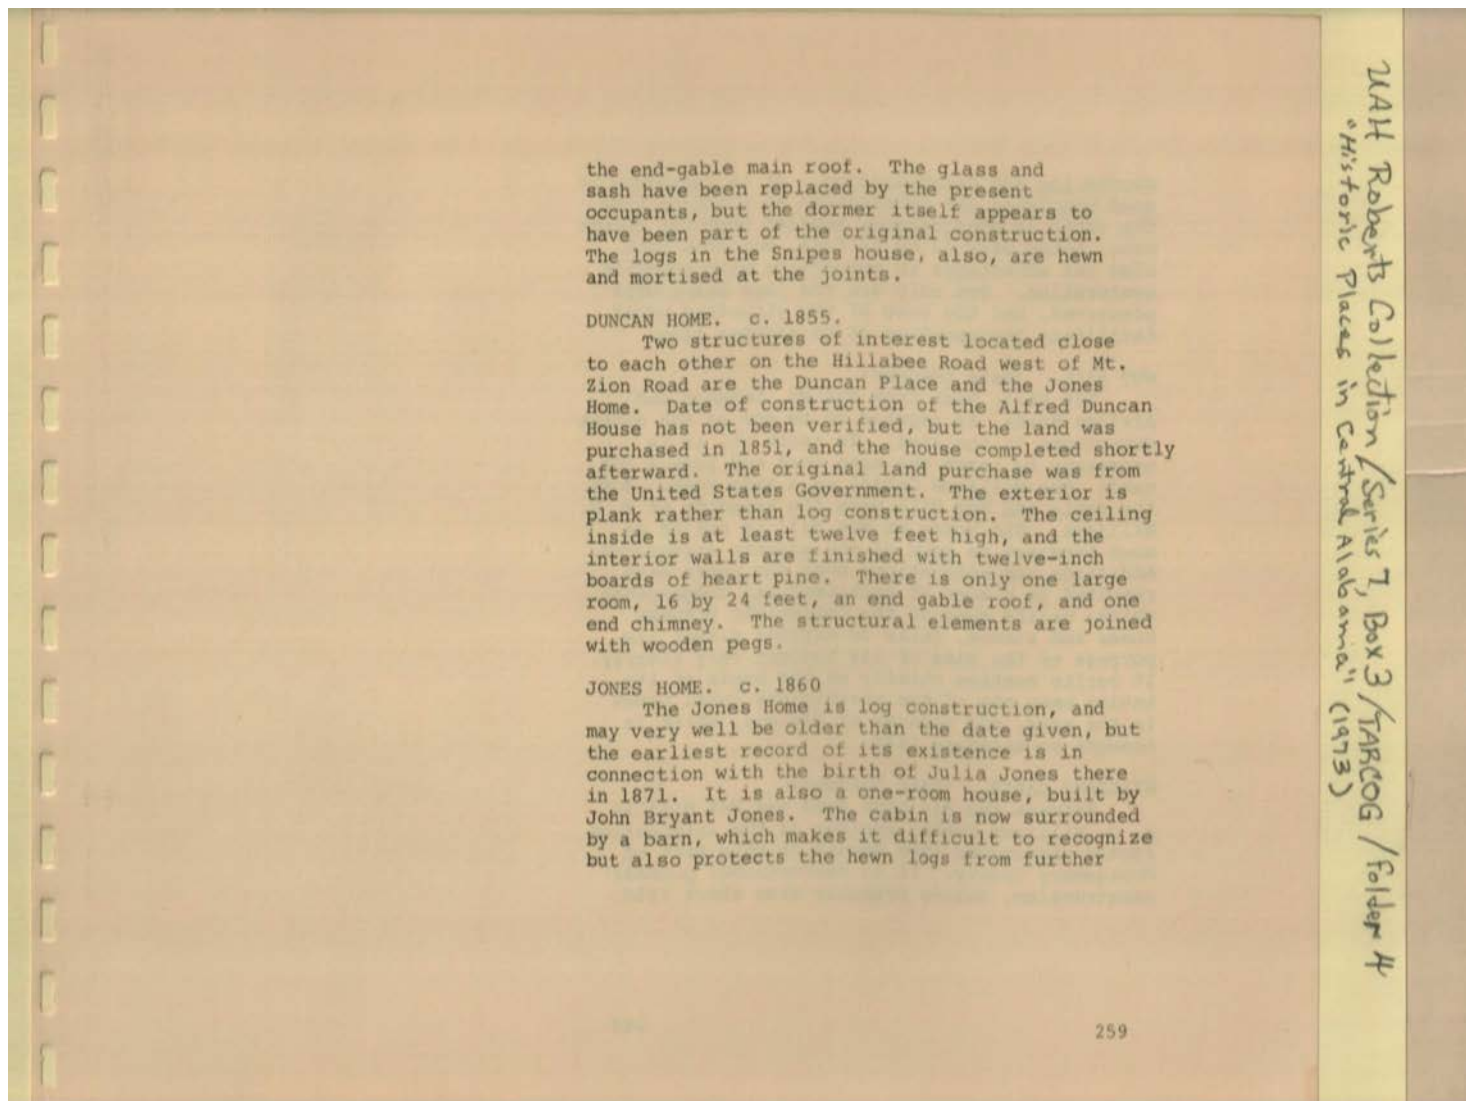 the end-gable main roof. The glass and
sash have been replaced by the present
occupants, but the dormer itself appears to
have been part of the original construction.
The logs in the Snipes house, also, are hewn
and mortised at the joints.
DUNCAN HOME. c. 1855.
Two structures of interest located close
to each other on the Hillabee Road west of Mt.
Zion Road are the Duncan Place and the Jones
Home. Date of construction of the Alfred Duncan
House has not been verified, but the land was
purchased in 1851, and the house completed shortly
afterward. The original land purchase was from
the United States Government. The exterior is
plank rather than log construction. The ceiling
inside is at least twelve feet high, and the
interior walls are finished with twelve-inch
boards of heart pine. There is only one large
room, 16 by 24 feet, an end gable roof, and one
end chimney. The structural elements are joined
with wooden pegs.
JONES HOME. c. 1860
The Jones Home is log construction, and
may very well be older than the date given, but
the earliest record of its existence is in
connection with the birth of Julia Jones there
in 1871. It is also a one-room house, built by
John Bryant Jones. The cabin is now surrounded
by a barn, which makes it difficult to recognize
but also protects the hewn logs from further
259
UAH Roberts Collection/Series 7, Box 3/TARCOG/folder 4
"Historic Places in Central Alabama" (1973)